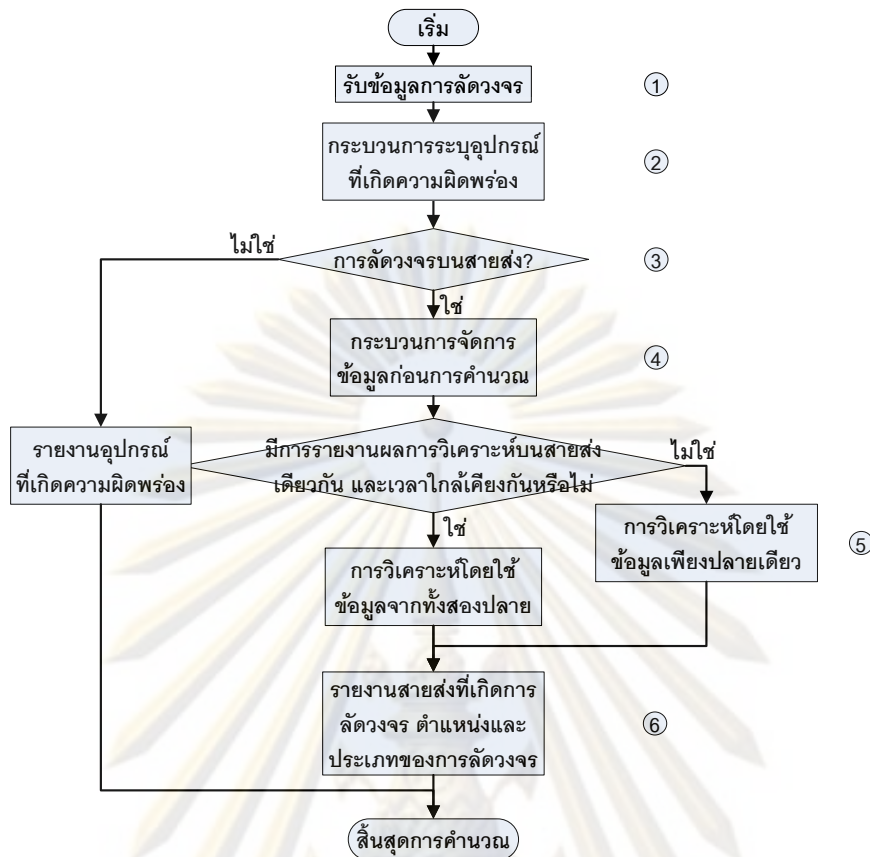 เริ่ม
รับข้อมูลการลัดวงจร
①
กระบวนการระบุอุปกรณ์
ที่เกิดความผิดพร่อง
②
ไม่ใช่
การลัดวงจรบนสายส่ง?
③
ใช่
กระบวนการจัดการ
ข้อมูลก่อนการคำนวณ
④
รายงานอุปกรณ์
ที่เกิดความผิดพร่อง
มีการรายงานผลการวิเคราะห์บนสายส่ง
เดียวกัน และเวลาใกล้เคียงกันหรือไม่
ไม่ใช่
ใช่
การวิเคราะห์โดยใช้
ข้อมูลจากทั้งสองปลาย
การวิเคราะห์โดยใช้
ข้อมูลเพียงปลายเดียว
⑤
รายงานสายส่งที่เกิดการ
ลัดวงจร ตำแหน่งและ
ประเภทของการลัดวงจร
⑥
สิ้นสุดการคำนวณ